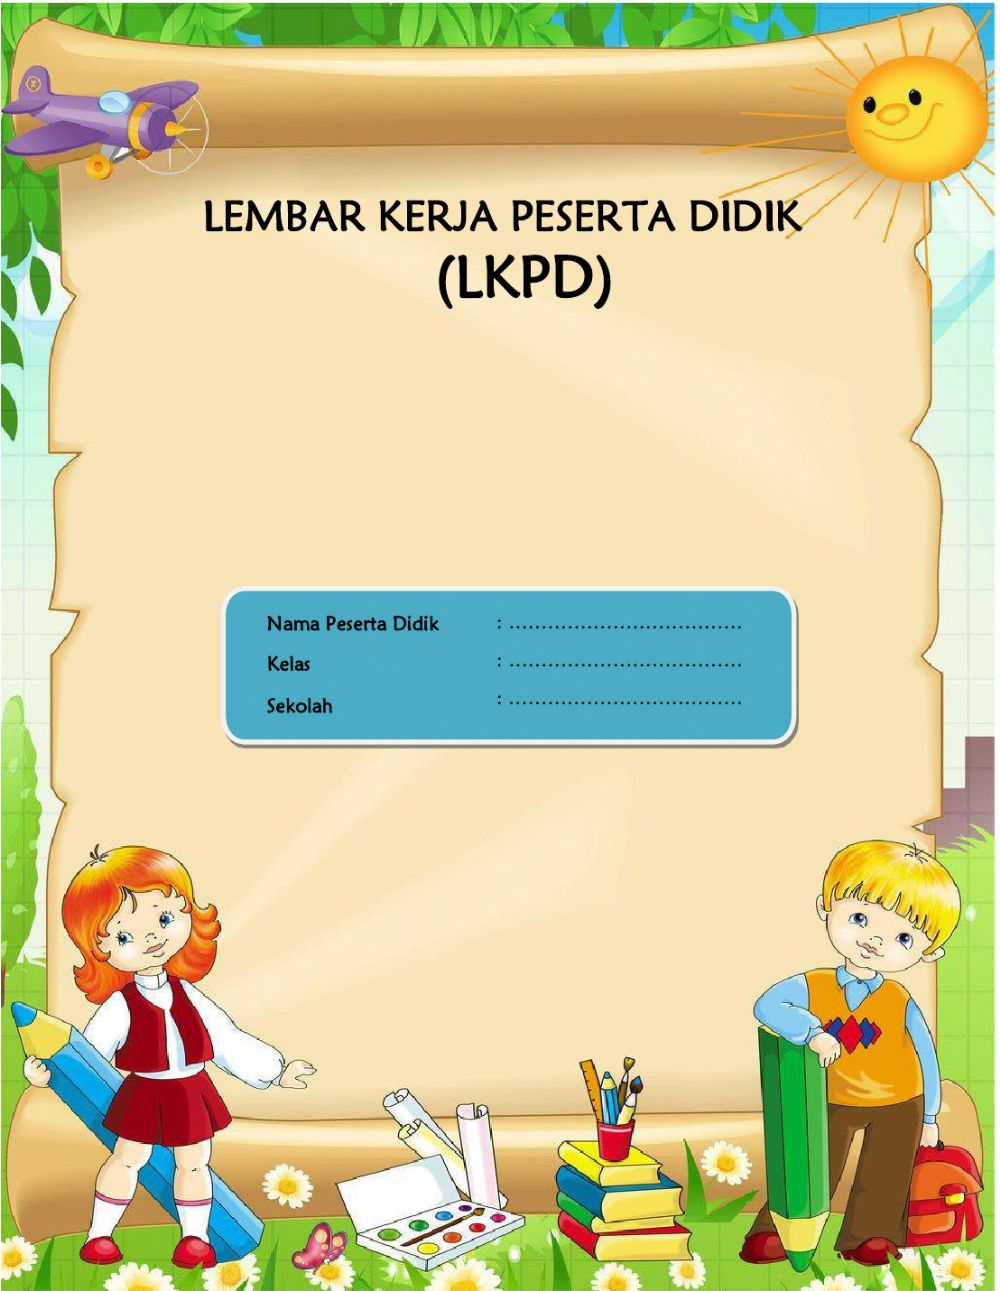 LEMBAR KERJA PESERTA DIDIK
(LKPD)
Nama Peserta Didik : ....................................
Kelas : ....................................
Sekolah : ....................................